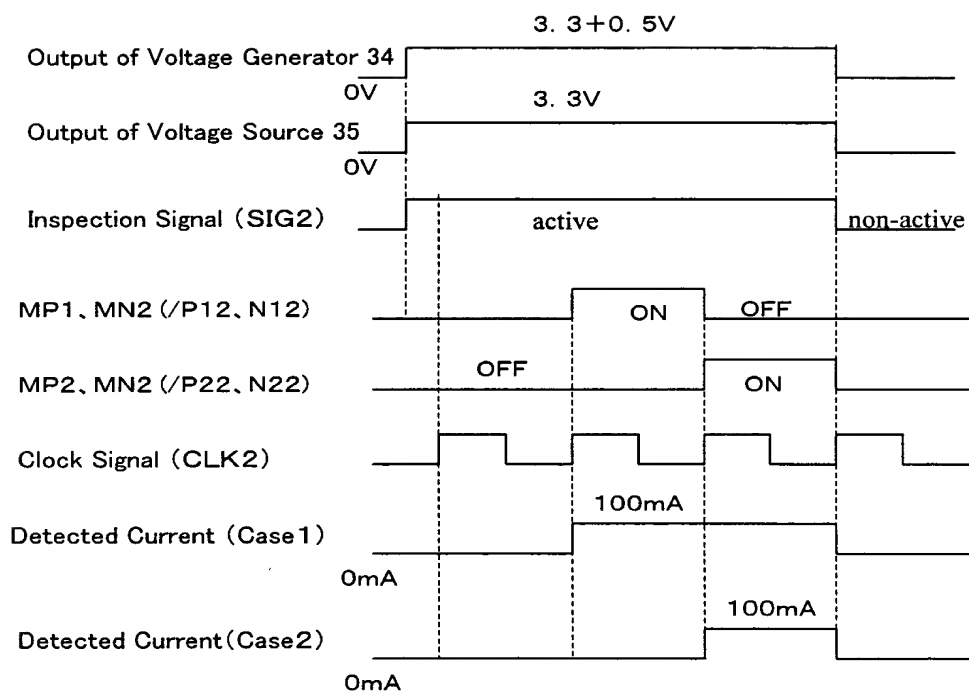 3. 3+0. 5V
Output of Voltage Generator 34
0V
3. 3V
Output of Voltage Source 35
0V
Inspection Signal (SIG2)
active
non-active
MP1、MN2 (/P12、N12)
ON
OFF
MP2、MN2 (/P22、N22)
OFF
ON
Clock Signal (CLK2)
100mA
Detected Current (Case1)
0mA
100mA
Detected Current(Case2)
0mA